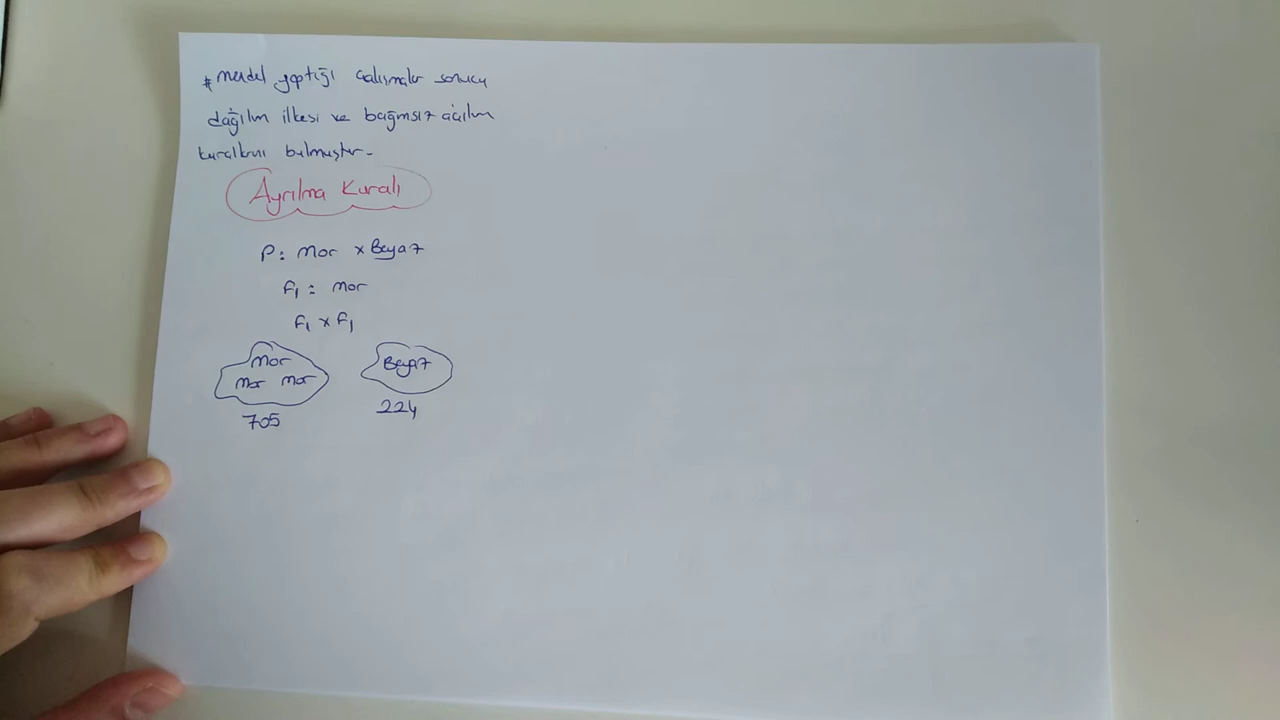 # Mendel yaptığı çalışmalar sonucu
dağılım ilkesi ve bağımsız açılım
kurallarını bulmuştur.
Ayrılma Kuralı
P: Mor x Beyaz
F₁ : Mor
F₁ x F₁
Mor Beyaz
Mor Mor
705 224